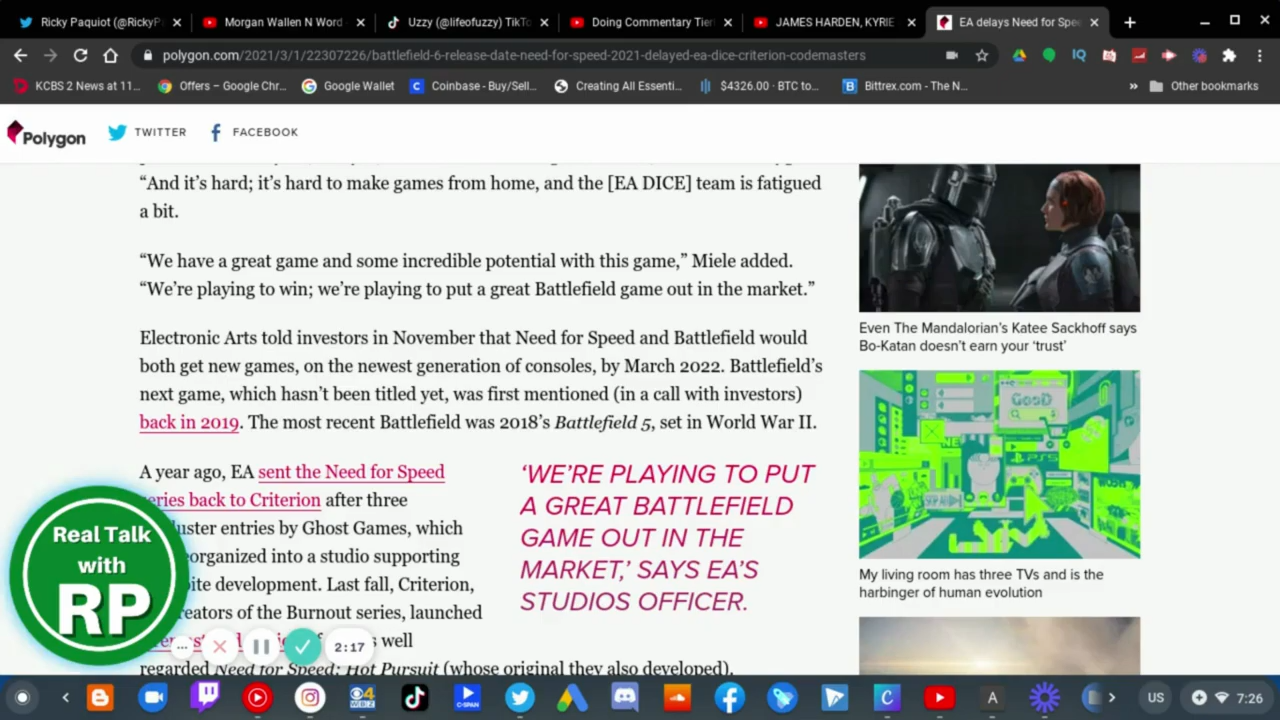 Ricky Paquiot (@RickyP
Morgan Wallen N Word
Uzzy (@lifeofuzzy) TikTo
Doing Commentary Tier
JAMES HARDEN, KYRIE
EA delays Need for Spee
polygon.com/2021/3/1/22307226/battlefield-6-release-date-need-for-speed-2021-delayed-ea-dice-criterion-codemasters
KCBS 2 News at 11...
Offers – Google Chr...
Google Wallet
Coinbase - Buy/Sell...
Creating All Essenti...
$4326.00 · BTC to...
Bittrex.com - The N...
Other bookmarks
Polygon
TWITTER
FACEBOOK
“And it’s hard; it’s hard to make games from home, and the [EA DICE] team is fatigued
a bit.
“We have a great game and some incredible potential with this game,” Miele added.
“We’re playing to win; we’re playing to put a great Battlefield game out in the market.”
Electronic Arts told investors in November that Need for Speed and Battlefield would
both get new games, on the newest generation of consoles, by March 2022. Battlefield’s
next game, which hasn’t been titled yet, was first mentioned (in a call with investors)
back in 2019. The most recent Battlefield was 2018’s Battlefield 5, set in World War II.
A year ago, EA sent the Need for Speed
series back to Criterion after three
entries by Ghost Games, which
reorganized into a studio supporting
development. Last fall, Criterion,
creators of the Burnout series, launched
well
regarded Need for Speed: Hot Pursuit (whose original they also developed).
‘WE’RE PLAYING TO PUT
A GREAT BATTLEFIELD
GAME OUT IN THE
MARKET,’ SAYS EA’S
STUDIOS OFFICER.
Even The Mandalorian’s Katee Sackhoff says
Bo-Katan doesn’t earn your ‘trust’
GooD
PS5
My living room has three TVs and is the
harbinger of human evolution
Real Talk
with
RP
2:17
US
7:26